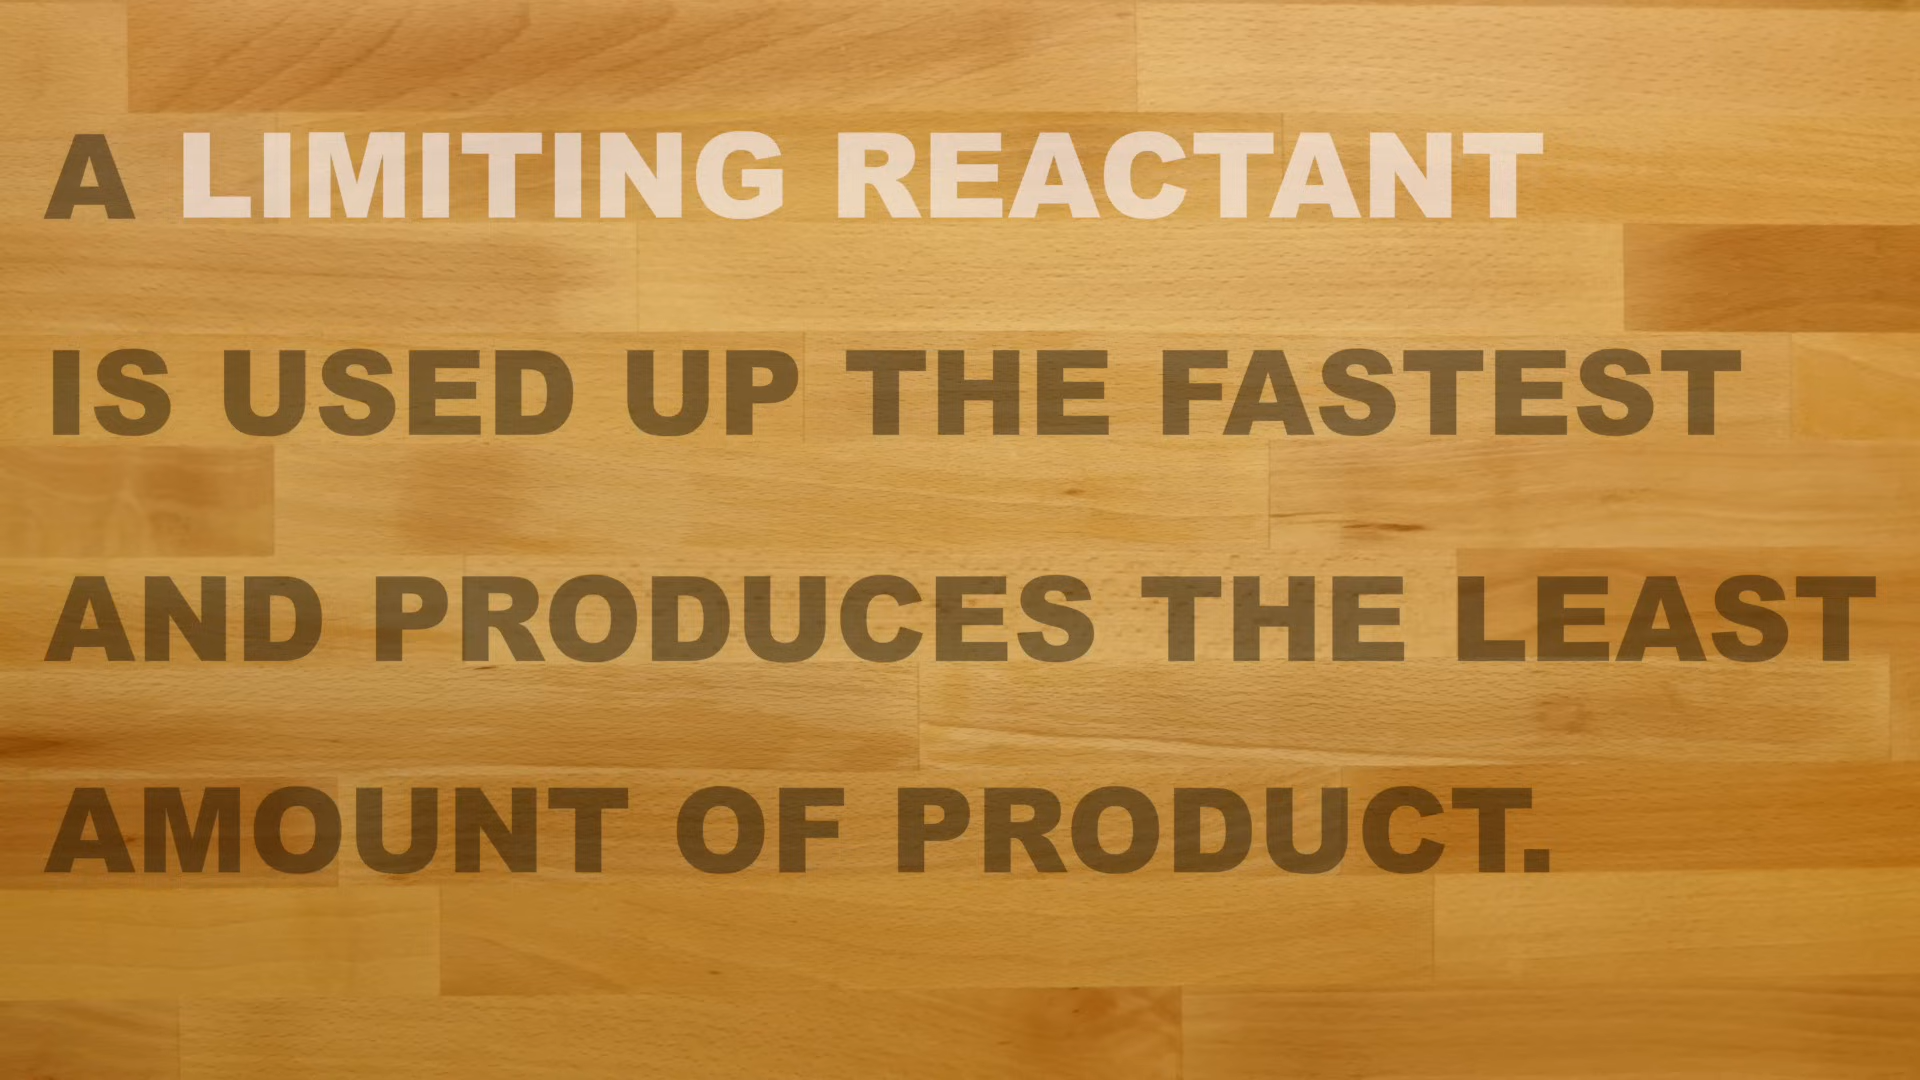 A LIMITING REACTANT
IS USED UP THE FASTEST
AND PRODUCES THE LEAST
AMOUNT OF PRODUCT.